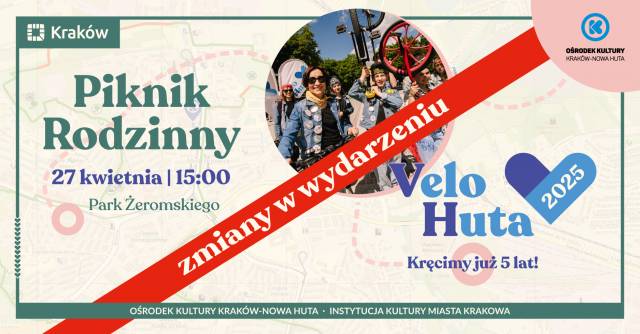 Kraków
OŚRODEK KULTURY
KRAKÓW-NOWA HUTA
Piknik
Rodzinny
27 kwietnia | 15:00
Park Żeromskiego
zmiany w wydarzeniu
Velo
Huta
2025
Kręcimy już 5 lat!
OŚRODEK KULTURY KRAKÓW-NOWA HUTA • INSTYTUCJA KULTURY MIASTA KRAKOWA